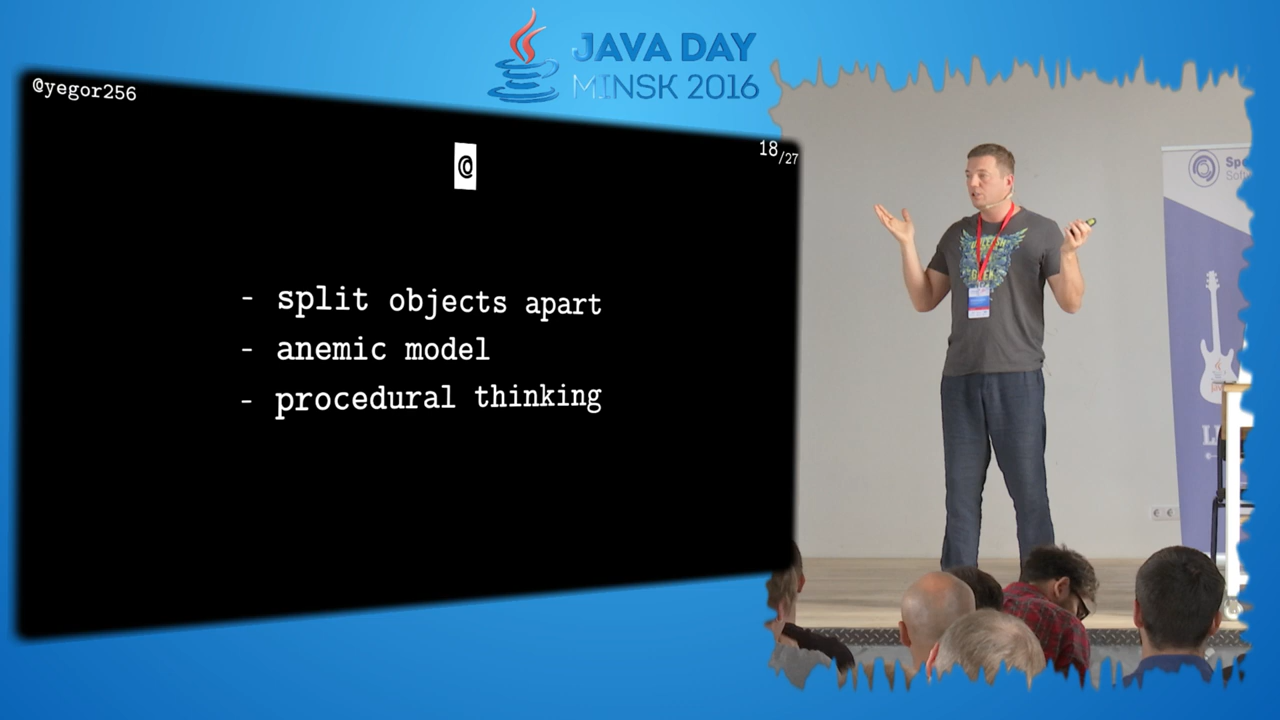 JAVA DAY
MINSK 2016
@yegor256
18/27
@
- split objects apart
- anemic model
- procedural thinking